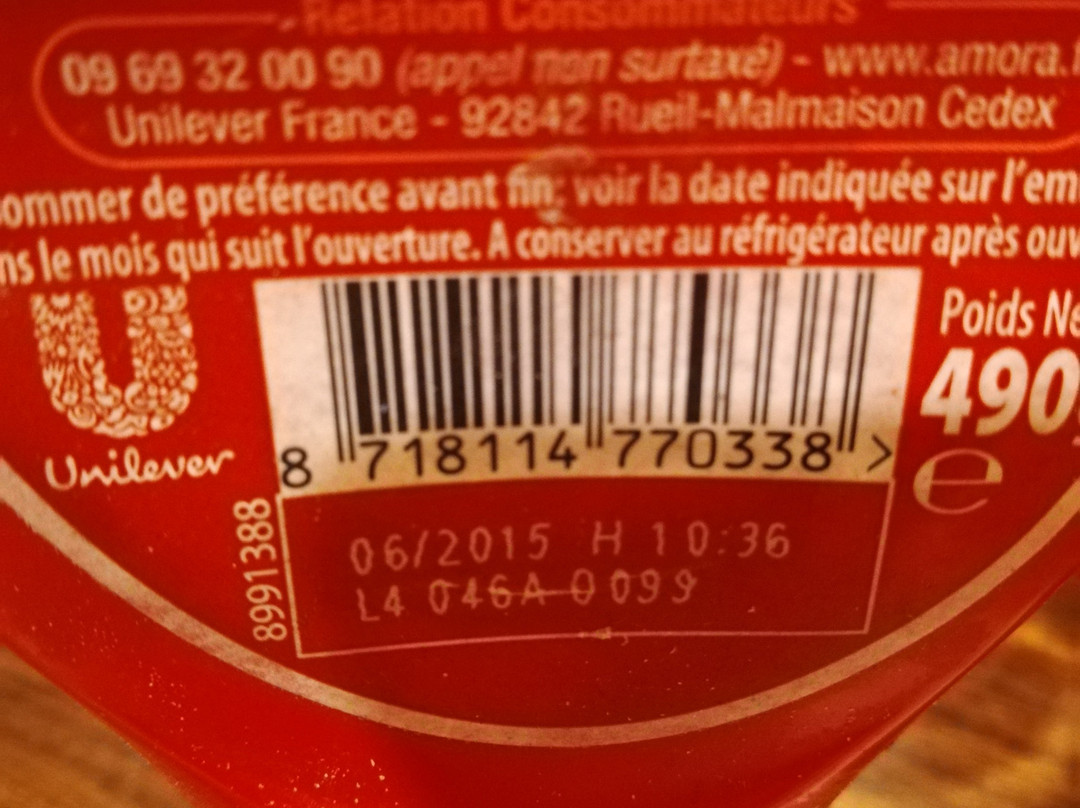 Relation Consommateurs
09 69 32 00 90 (appel non surtaxé) - www.amora.f
Unilever France - 92842 Rueil-Malmaison Cedex
ommer de préférence avant fin: voir la date indiquée sur l'em
ns le mois qui suit l'ouverture. A conserver au réfrigérateur après ouv
Unilever
8 718114 770338 >
Poids Ne
490
e
8991388
06/2015 H 10:36
L4 046A 0 099